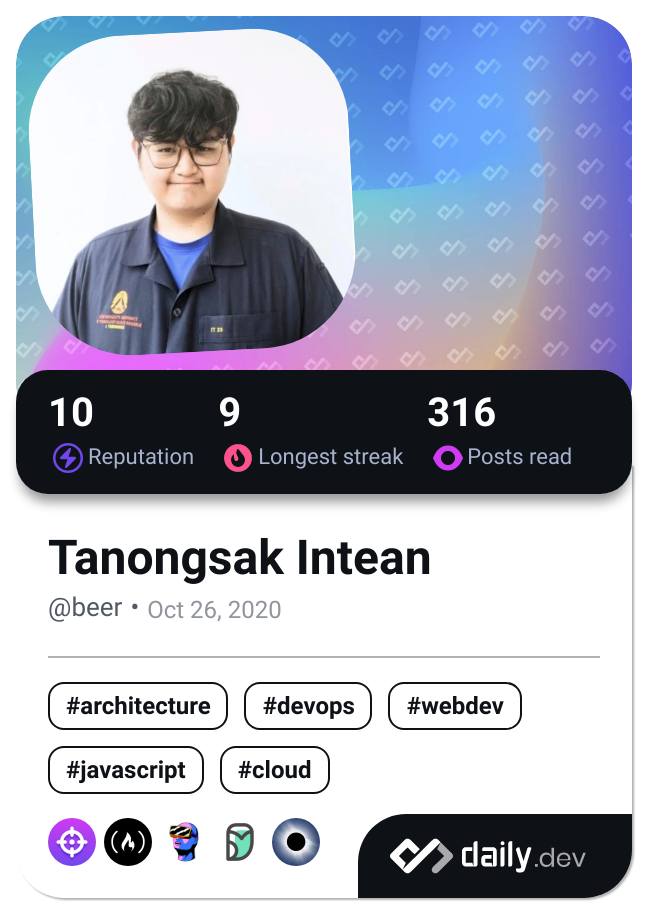 10
9
316
Reputation
Longest streak
Posts read
Tanongsak Intean
@beer • Oct 26, 2020
#architecture
#devops
#webdev
#javascript
#cloud
daily.dev